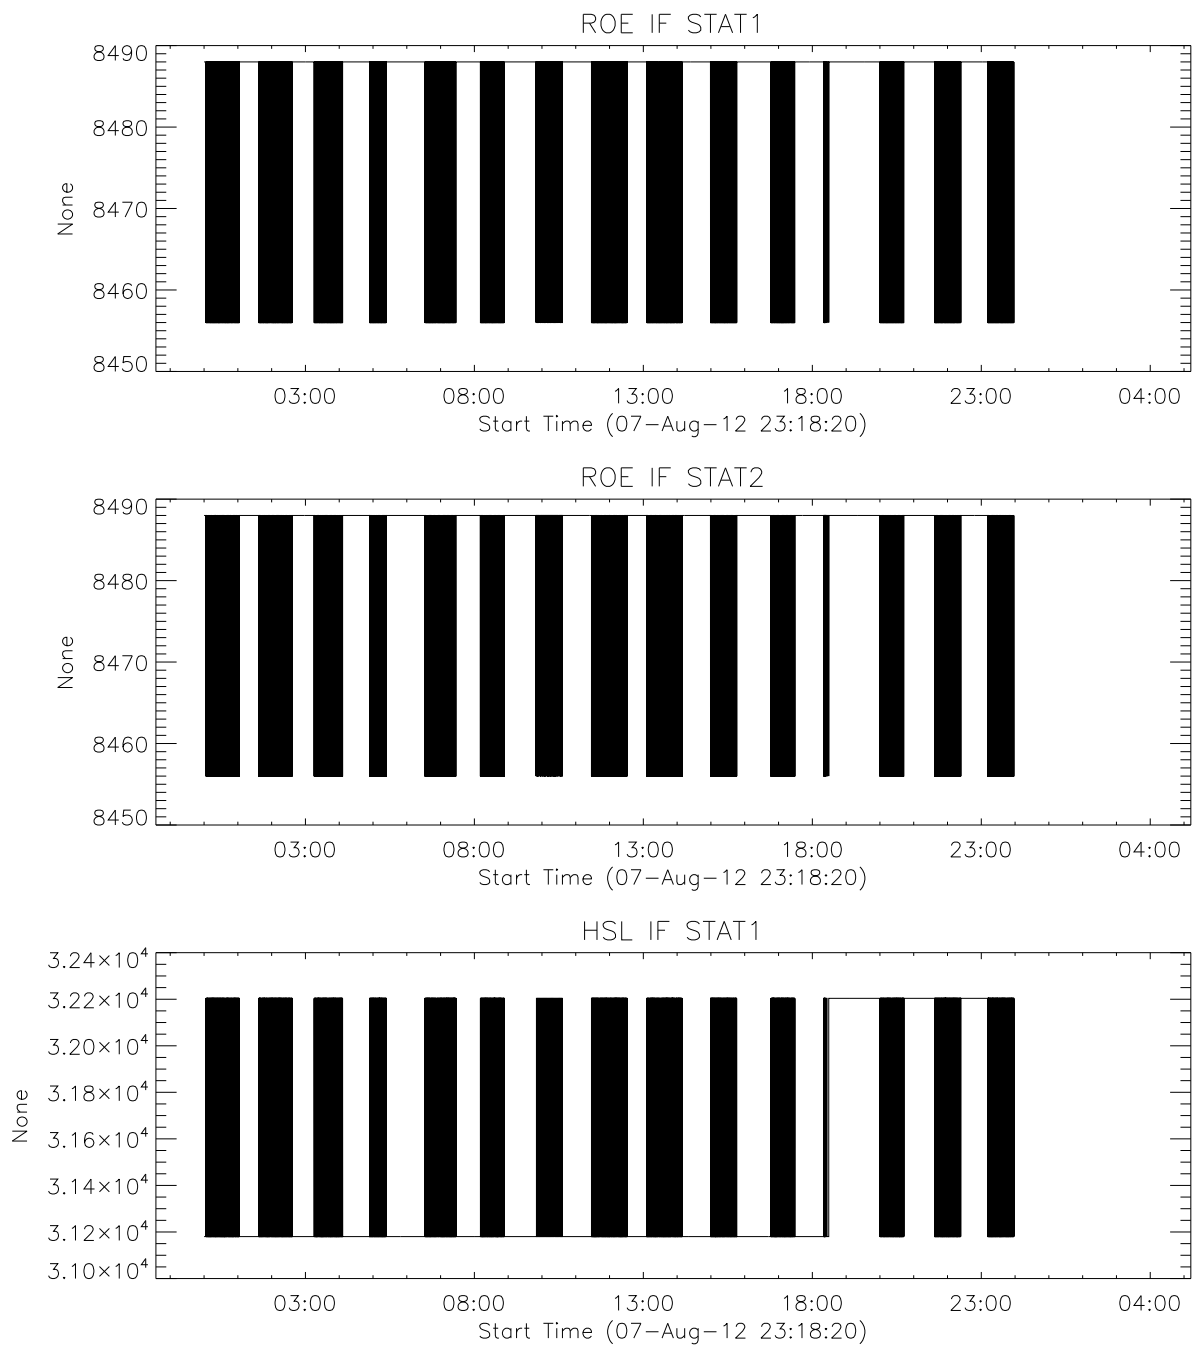 ROE IF STAT1
8490
8480
8470
8460
8450
None
03:00 08:00 13:00 18:00 23:00 04:00
Start Time (07-Aug-12 23:18:20)
ROE IF STAT2
8490
8480
8470
8460
8450
None
03:00 08:00 13:00 18:00 23:00 04:00
Start Time (07-Aug-12 23:18:20)
HSL IF STAT1
3.24×10⁴
3.22×10⁴
3.20×10⁴
3.18×10⁴
3.16×10⁴
3.14×10⁴
3.12×10⁴
3.10×10⁴
None
03:00 08:00 13:00 18:00 23:00 04:00
Start Time (07-Aug-12 23:18:20)